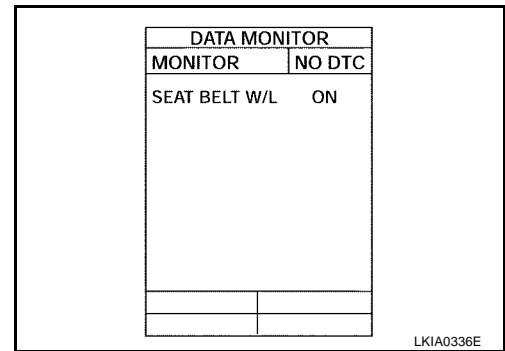 DATA MONITOR
MONITOR NO DTC
SEAT BELT W/L ON
LKIA0336E